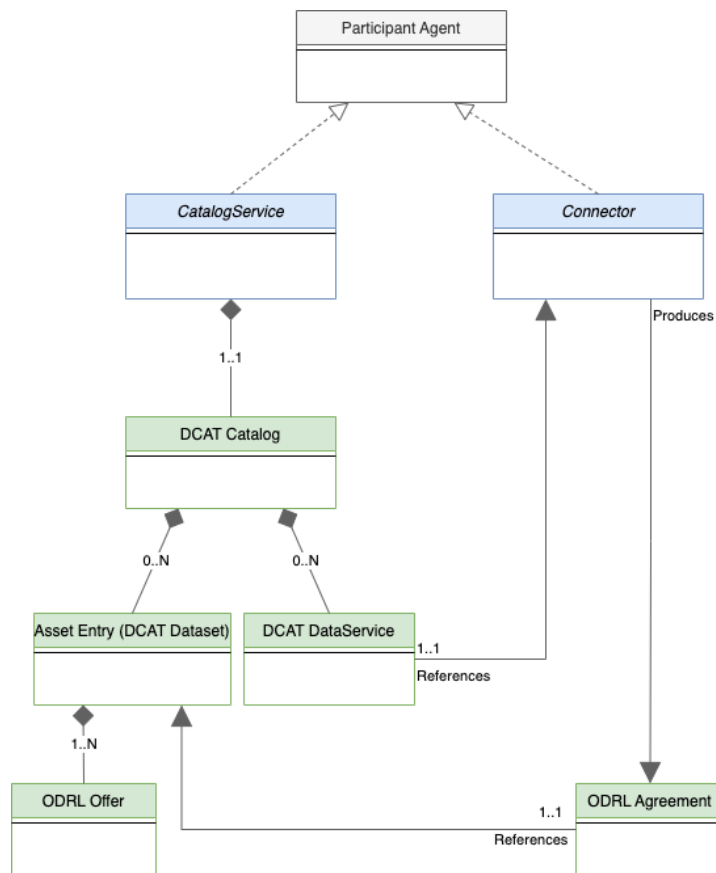 Participant Agent
CatalogService
Connector
Produces
1..1
DCAT Catalog
0..N
0..N
Asset Entry (DCAT Dataset)
DCAT DataService
1..1
References
1..N
ODRL Offer
ODRL Agreement
1..1
References